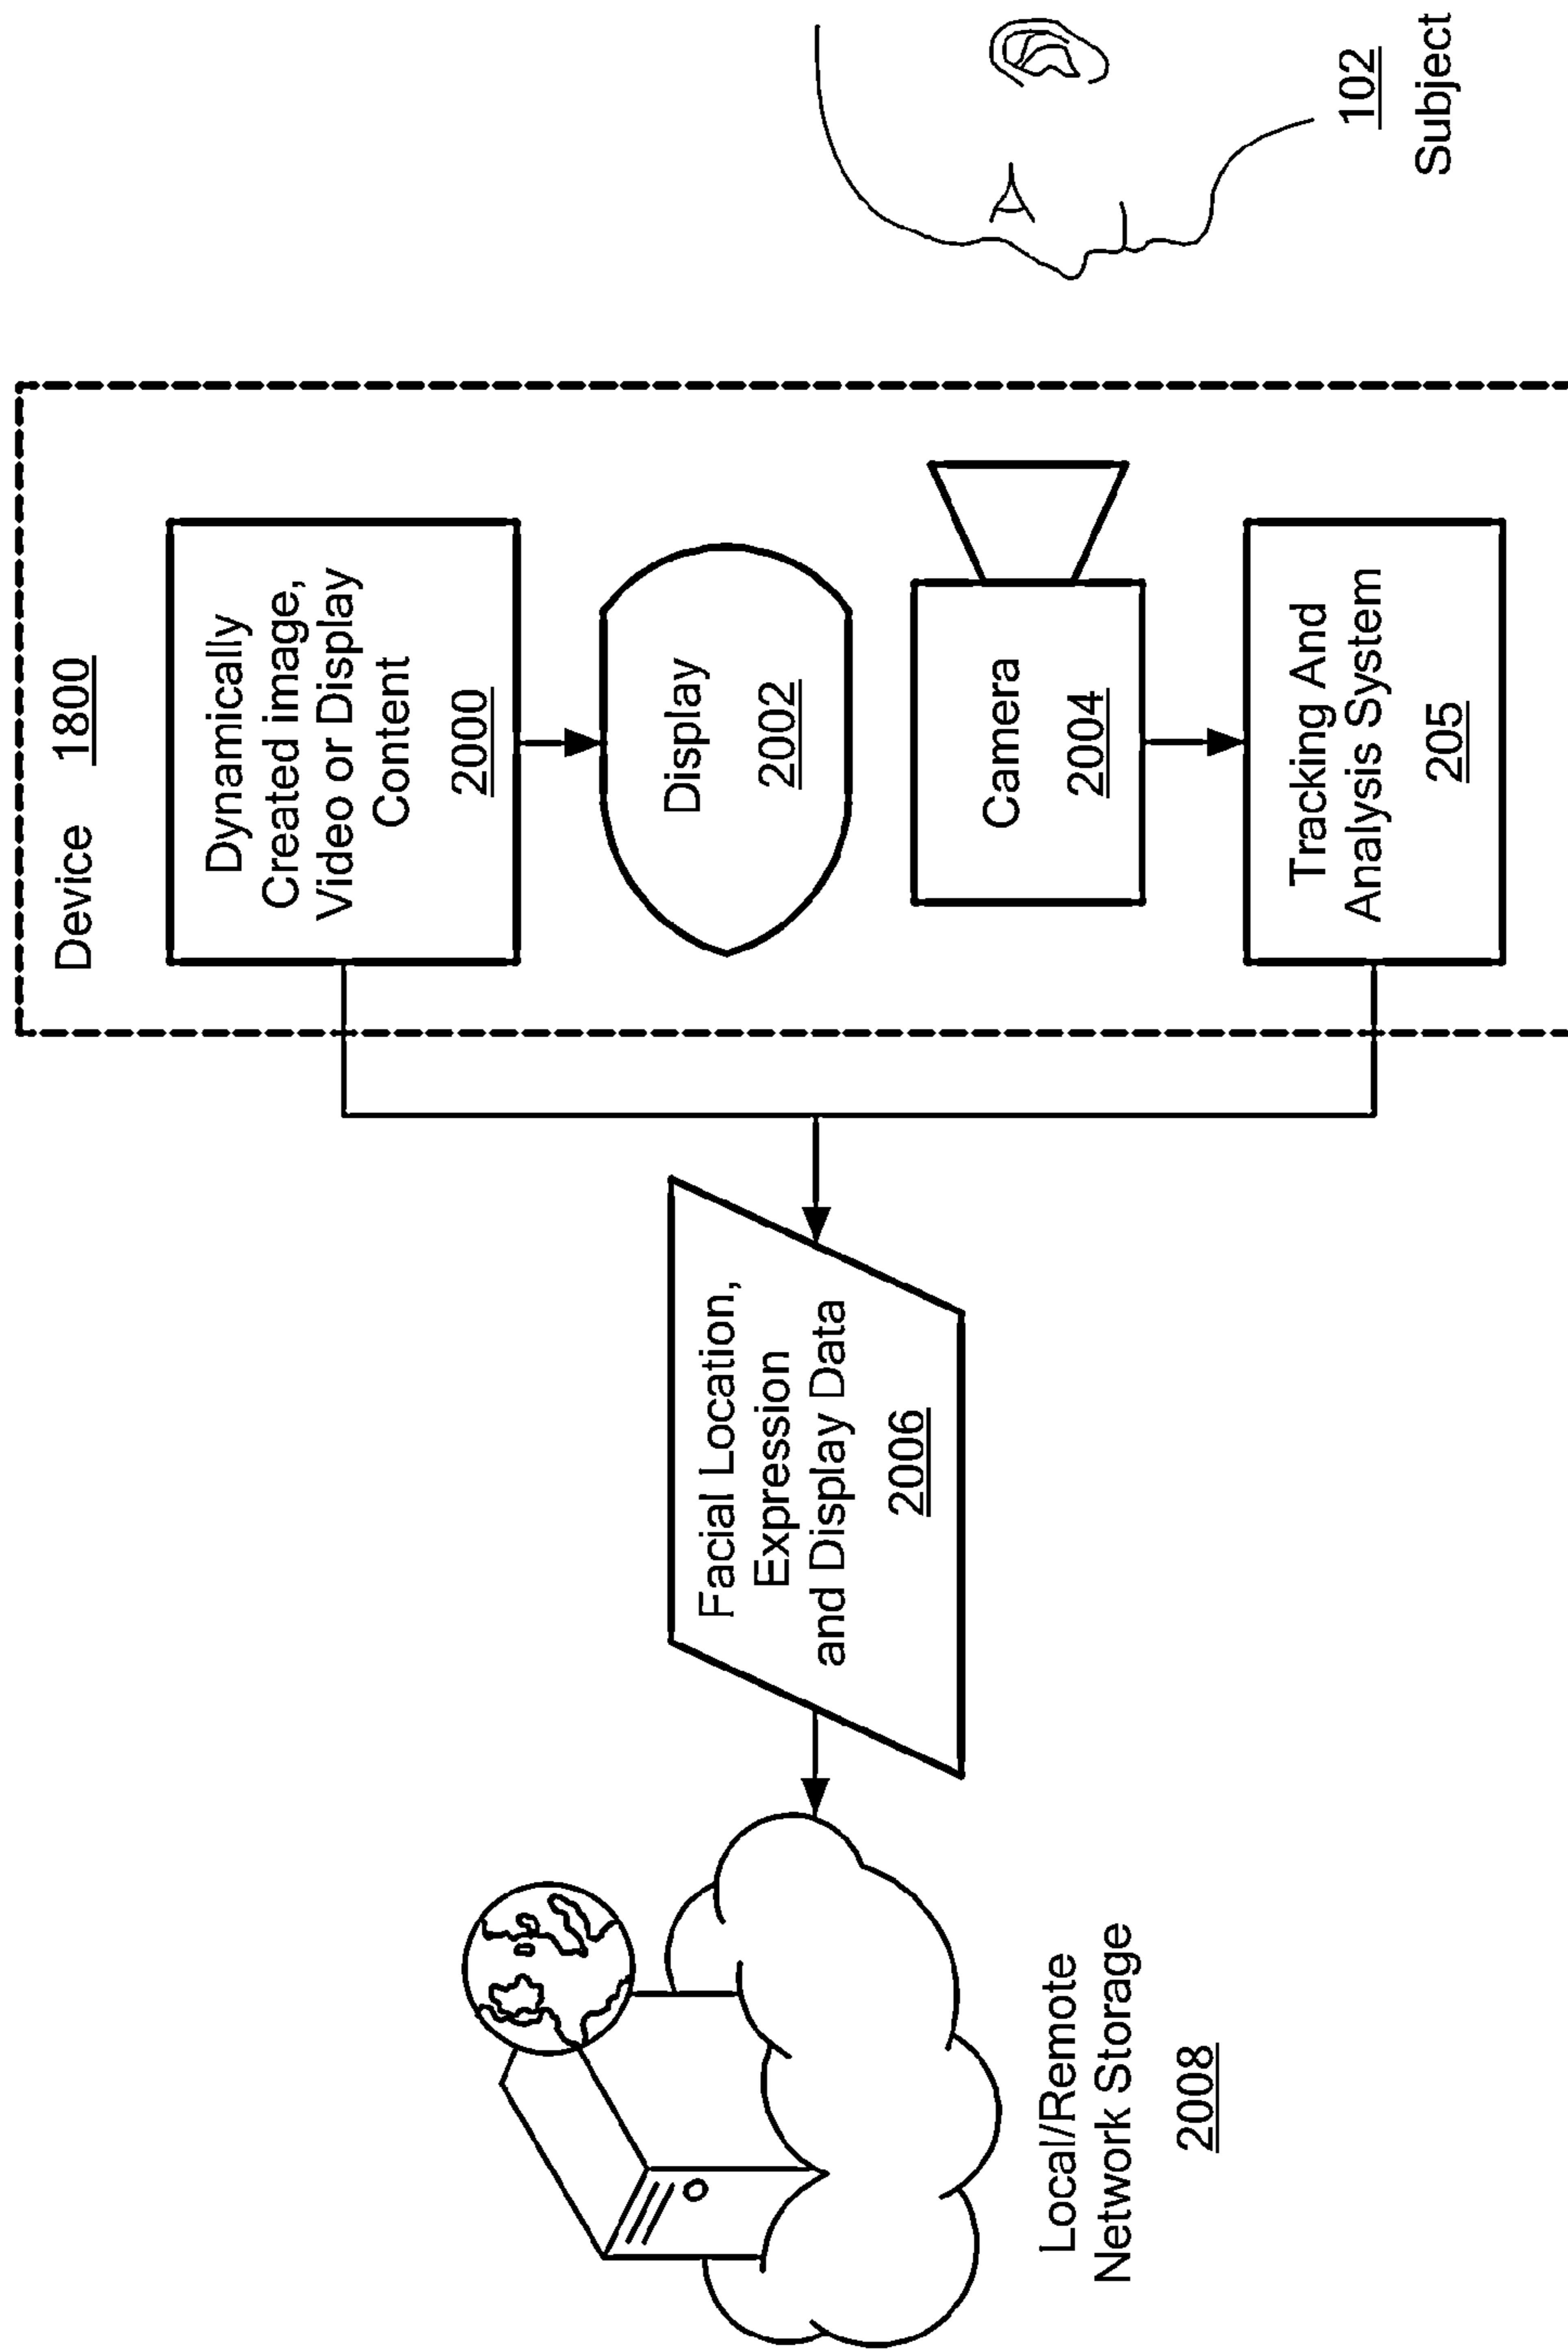 Device 1800
Dynamically
Created image,
Video or Display
Content
2000
Display
2002
Camera
2004
Tracking And
Analysis System
205
102
Subject
Facial Location,
Expression
and Display Data
2006
Local/Remote
Network Storage
2008